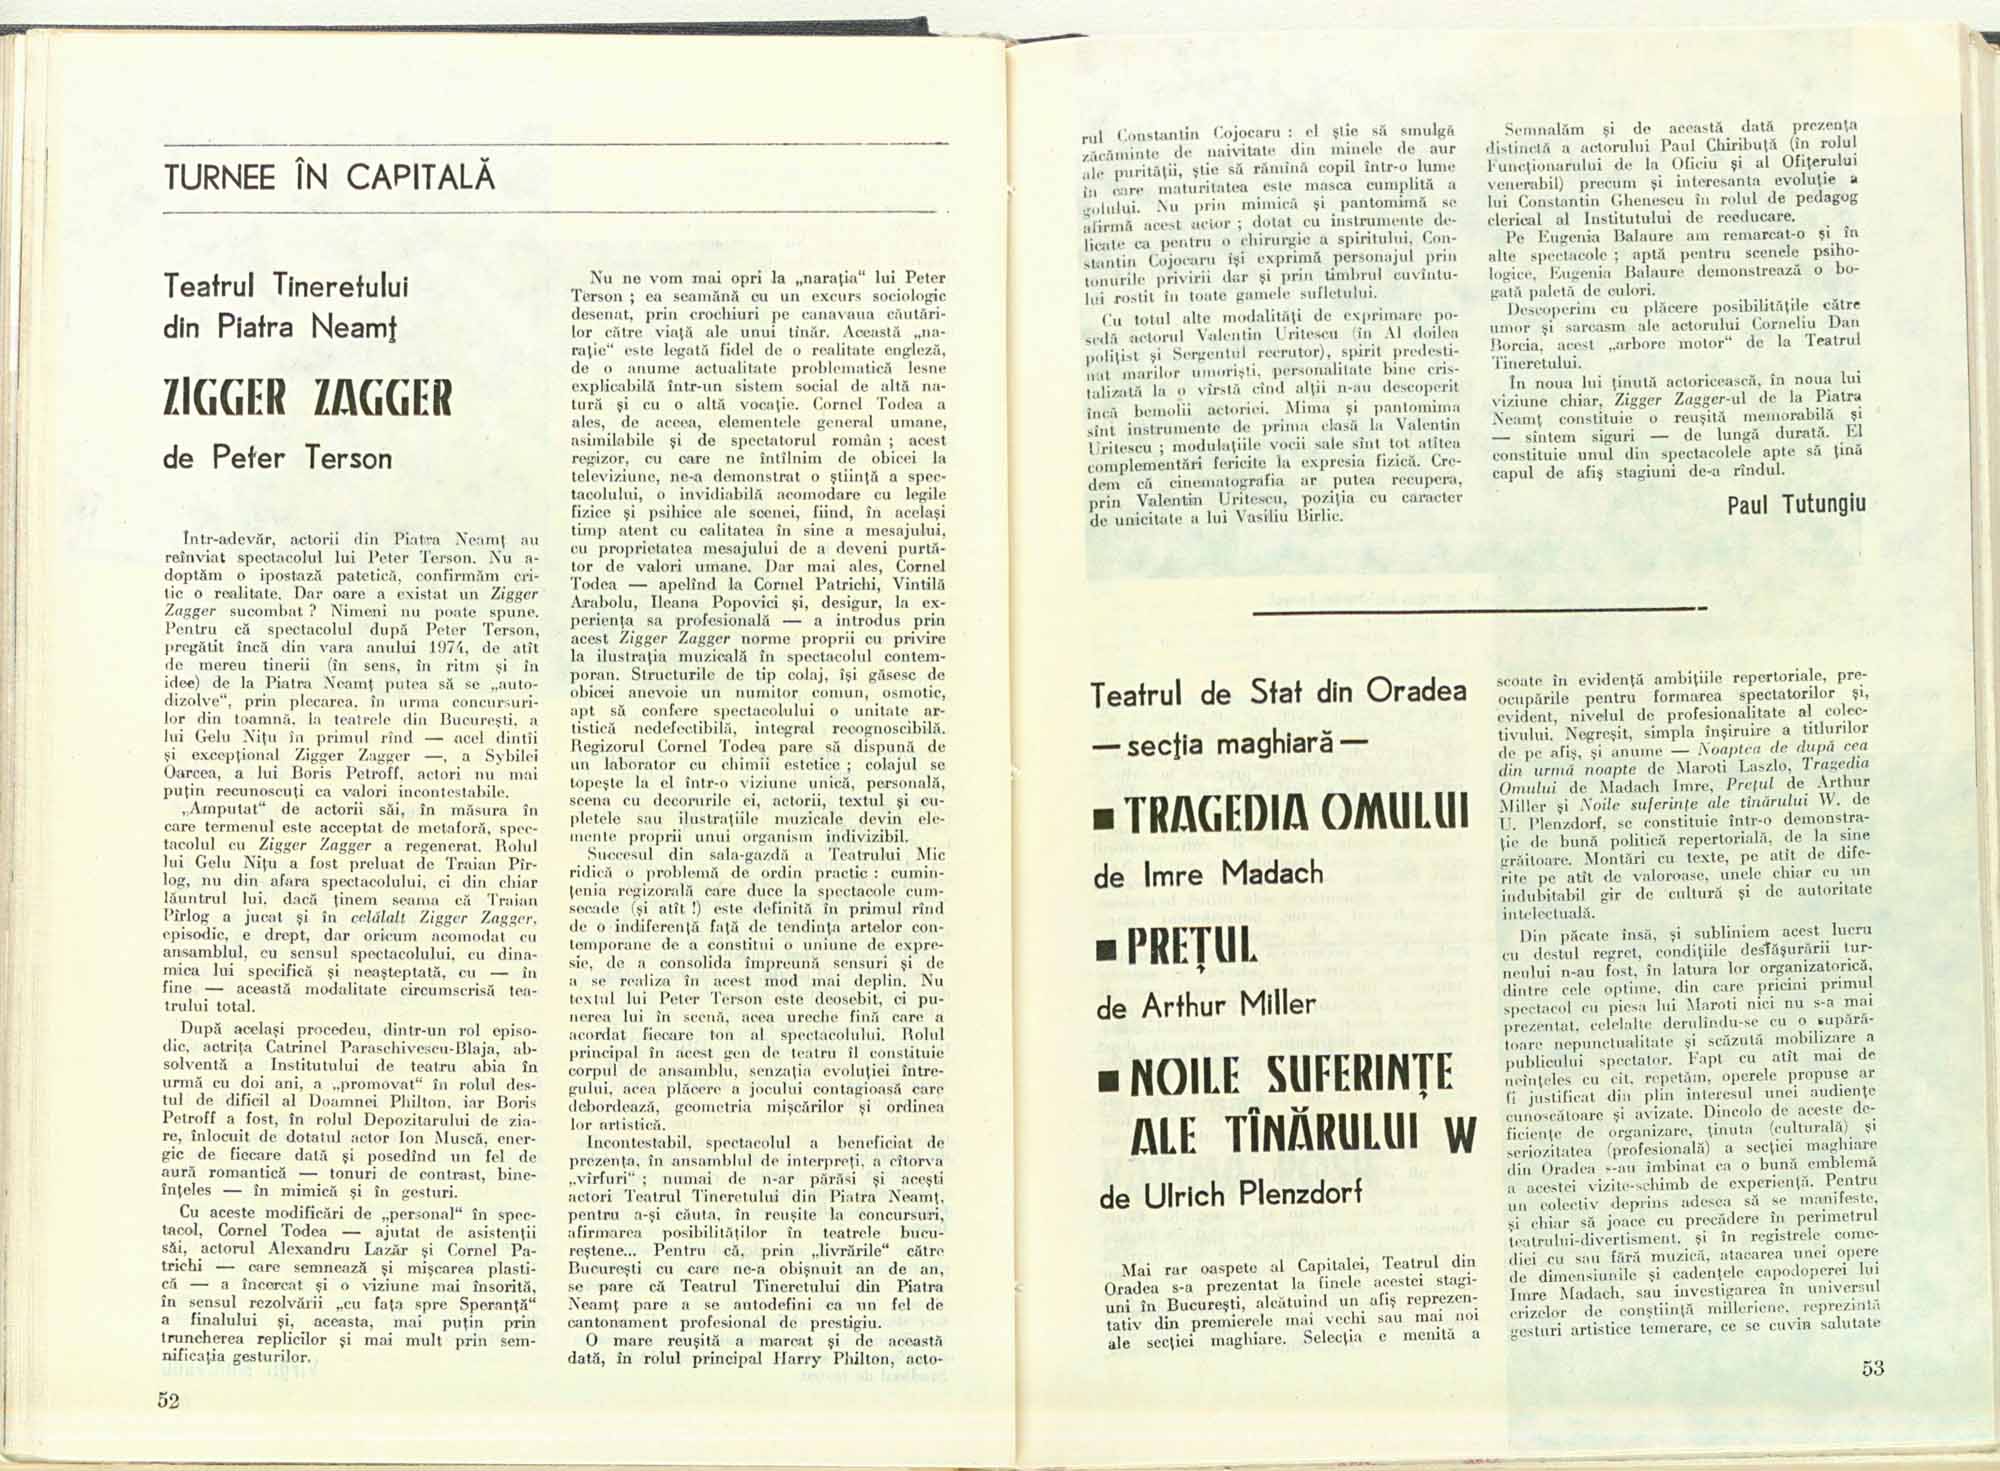 TURNEE ÎN CAPITALĂ
Teatrul Tineretului
din Piatra Neamţ
ZIGGER ZAGGER
de Peter Terson
Intr-adevăr, actorii din Piatra Neamţ au
reînviat spectacolul lui Peter Terson. Nu a-
doptăm o ipostază patetică, confirmăm cri-
tic o realitate. Dar oare a existat un Zigger
Zagger sucombat ? Nimeni nu poate spune.
Pentru că spectacolul după Peter Terson,
pregătit încă din vara anului 1974, de atît
de mereu tinerii (în sens, în ritm şi în
idee) de la Piatra Neamţ putea să se „auto-
dizolve“, prin plecarea, în urma concursuri-
lor din toamnă, la teatrele din Bucureşti, a
lui Gelu Niţu în primul rînd — acel dintîi
şi excepţional Zigger Zagger —, a Sybilei
Oarcea, a lui Boris Petroff, actori nu mai
puţin recunoscuţi ca valori incontestabile.
„Amputat“ de actorii săi, în măsura în
care termenul este acceptat de metaforă, spec-
tacolul cu Zigger Zagger a regenerat. Rolul
lui Gelu Niţu a fost preluat de Traian Pîr-
log, nu din afara spectacolului, ci din chiar
lăuntrul lui, dacă ţinem seama că Traian
Pîrlog a jucat şi în celălalt Zigger Zagger,
episodic, e drept, dar oricum acomodat cu
ansamblul, cu sensul spectacolului, cu dina-
mica lui specifică şi neaşteptată, cu — în
fine — această modalitate circumscrisă tea-
trului total.
După acelaşi procedeu, dintr-un rol episo-
dic, actriţa Catrinel Paraschivescu-Blaja, ab-
solventă a Institutului de teatru abia în
urmă cu doi ani, a „promovat“ în rolul des-
tul de dificil al Doamnei Philton, iar Boris
Petroff a fost, în rolul Depozitarului de zia-
re, înlocuit de dotatul actor Ion Muscă, ener-
gic de fiecare dată şi posedînd un fel de
aură romantică — tonuri de contrast, bine-
înţeles — în mimică şi în gesturi.
Cu aceste modificări de „personal“ în spec-
tacol, Cornel Todea — ajutat de asistenţii
săi, actorul Alexandru Lazăr şi Cornel Pa-
trichi — care semnează şi mişcarea plasti-
că — a încercat şi o viziune mai însorită,
în sensul rezolvării „cu faţa spre Speranţă“
a finalului şi, aceasta, mai puţin prin
truncherea replicilor şi mai mult prin sem-
nificaţia gesturilor.
52
Nu ne vom mai opri la „naraţia“ lui Peter
Terson ; ea seamănă cu un excurs sociologic
desenat, prin crochiuri pe canavaua căutări-
lor către viaţă ale unui tînăr. Această „na-
raţie“ este legată fidel de o realitate engleză,
de o anume actualitate problematică lesne
explicabilă într-un sistem social de altă na-
tură şi cu o altă vocaţie. Cornel Todea a
ales, de aceea, elementele general umane,
asimilabile şi de spectatorul român ; acest
regizor, cu care ne întîlnim de obicei la
televiziune, ne-a demonstrat o ştiinţă a spec-
tacolului, o invidiabilă acomodare cu legile
fizice şi psihice ale scenei, fiind, în acelaşi
timp atent cu calitatea în sine a mesajului,
cu proprietatea mesajului de a deveni purtă-
tor de valori umane. Dar mai ales, Cornel
Todea — apelînd la Cornel Patrichi, Vintilă
Arabolu, Ileana Popovici şi, desigur, la ex-
perienţa sa profesională — a introdus prin
acest Zigger Zagger norme proprii cu privire
la ilustraţia muzicală în spectacolul contem-
poran. Structurile de tip colaj, îşi găsesc de
obicei anevoie un numitor comun, osmotic,
apt să confere spectacolului o unitate ar-
tistică nedefectibilă, integral recognoscibilă.
Regizorul Cornel Todea pare să dispună de
un laborator cu chimii estetice ; colajul se
topeşte la el într-o viziune unică, personală,
scena cu decorurile ei, actorii, textul şi cu-
pletele sau ilustraţiile muzicale devin ele-
mente proprii unui organism indivizibil.
Succesul din sala-gazdă a Teatrului Mic
ridică o problemă de ordin practic : cumin-
ţenia regizorală care duce la spectacole cum-
secade (şi atît !) este definită în primul rînd
de o indiferenţă faţă de tendinţa artelor con-
temporane de a constitui o uniune de expre-
sie, de a consolida împreună sensuri şi de
a se realiza în acest mod mai deplin. Nu
textul lui Peter Terson este deosebit, ci pu-
nerea lui în scenă, acea ureche fină care a
acordat fiecare ton al spectacolului. Rolul
principal în acest gen de teatru îl constituie
corpul de ansamblu, senzaţia evoluţiei între-
gului, acea plăcere a jocului contagioasă care
debordează, geometria mişcărilor şi ordinea
lor artistică.
Incontestabil, spectacolul a beneficiat de
prezenţa, în ansamblul de interpreţi, a cîtorva
„vîrfuri“ ; numai de n-ar părăsi şi aceşti
actori Teatrul Tineretului din Piatra Neamţ,
pentru a-şi căuta, în reuşite la concursuri,
afirmarea posibilităţilor în teatrele bucu-
reştene... Pentru că, prin „livrările“ către
Bucureşti cu care ne-a obişnuit an de an,
se pare că Teatrul Tineretului din Piatra
Neamţ pare a se autodefini ca un fel de
cantonament profesional de prestigiu.
O mare reuşită a marcat şi de această
dată, în rolul principal Harry Philton, acto-
rul Constantin Cojocaru : el ştie să smulgă
zăcăminte de naivitate din minele de aur
ale purităţii, ştie să rămînă copil într-o lume
în care maturitatea este masca cumplită a
golului. Nu prin mimică şi pantomimă se
afirmă acest actor ; dotat cu instrumente de-
licate ca pentru o chirurgie a spiritului, Con-
stantin Cojocaru îşi exprimă personajul prin
tonurile privirii dar şi prin timbrul cuvîntu-
lui rostit în toate gamele sufletului.
Cu totul alte modalităţi de exprimare po-
sedă actorul Valentin Uritescu (în Al doilea
poliţist şi Sergentul recrutor), spirit predesti-
nat marilor umorişti, personalitate bine cris-
talizată la o vîrstă cînd alţii n-au descoperit
încă bemolii actoriei. Mima şi pantomima
sînt instrumente de prima clasă la Valentin
Uritescu ; modulaţiile vocii sale sînt tot atîtea
complementări fericite la expresia fizică. Cre-
dem că cinematografia ar putea recupera,
prin Valentin Uritescu, poziţia cu caracter
de unicitate a lui Vasiliu Birlic.
Semnalăm şi de această dată prezenţa
distinctă a actorului Paul Chiribuţă (în rolul
Funcţionarului de la Oficiu şi al Ofiţerului
venerabil) precum şi interesanta evoluţie a
lui Constantin Ghenescu în rolul de pedagog
clerical al Institutului de reeducare.
Pe Eugenia Balaure am remarcat-o şi în
alte spectacole ; aptă pentru scenele psiho-
logice, Eugenia Balaure demonstrează o bo-
gată paletă de culori.
Descoperim cu plăcere posibilităţile către
umor şi sarcasm ale actorului Corneliu Dan
Borcia, acest „arbore motor“ de la Teatrul
Tineretului.
În noua lui ţinută actoricească, în noua lui
viziune chiar, Zigger Zagger-ul de la Piatra
Neamţ constituie o reuşită memorabilă şi
— sîntem siguri — de lungă durată. El
constituie unul din spectacolele apte să ţină
capul de afiş stagiuni de-a rîndul.
Paul Tutungiu
Teatrul de Stat din Oradea
— secţia maghiară —
■ TRAGEDIA OMULUI
de Imre Madach
■ PREŢUL
de Arthur Miller
■ NOILE SUFERINŢE
ALE TÎNĂRULUI W
de Ulrich Plenzdorf
Mai rar oaspete al Capitalei, Teatrul din
Oradea s-a prezentat la finele acestei stagi-
uni în Bucureşti, alcătuind un afiş reprezen-
tativ din premierele mai vechi sau mai noi
ale secţiei maghiare. Selecţia e menită a
scoate în evidenţă ambiţiile repertoriale, pre-
ocupările pentru formarea spectatorilor şi,
evident, nivelul de profesionalitate al colec-
tivului. Negreşit, simpla înşiruire a titlurilor
de pe afiş, şi anume — Noaptea de după cea
din urmă noapte de Maroti Laszlo, Tragedia
Omului de Madach Imre, Preţul de Arthur
Miller şi Noile suferinţe ale tînărului W. de
U. Plenzdorf, se constituie într-o demonstra-
ţie de bună politică repertorială, de la sine
grăitoare. Montări cu texte, pe atît de dife-
rite pe atît de valoroase, unele chiar cu un
indubitabil gir de cultură şi de autoritate
intelectuală.
Din păcate însă, şi subliniem acest lucru
cu destul regret, condiţiile desfăşurării tur-
neului n-au fost, în latura lor organizatorică,
dintre cele optime, din care pricini primul
spectacol cu piesa lui Maroti nici nu s-a mai
prezentat, celelalte derulîndu-se cu o supără-
toare nepunctualitate şi scăzută mobilizare a
publicului spectator. Fapt cu atît mai de
neînţeles cu cît, repetăm, operele propuse ar
fi justificat din plin interesul unei audienţe
cunoscătoare şi avizate. Dincolo de aceste de-
ficienţe de organizare, ţinuta (culturală) şi
seriozitatea (profesională) a secţiei maghiare
din Oradea s-au îmbinat ca o bună emblemă
a acestei vizite-schimb de experienţă. Pentru
un colectiv deprins adesea să se manifeste,
şi chiar să joace cu precădere în perimetrul
teatrului-divertisment, şi în registrele come-
diei cu sau fără muzică, atacarea unei opere
de dimensiunile şi cadenţele capodoperei lui
Imre Madach, sau investigarea în universul
crizelor de conştiinţă milleriene, reprezintă
gesturi artistice temerare, ce se cuvin salutate
53